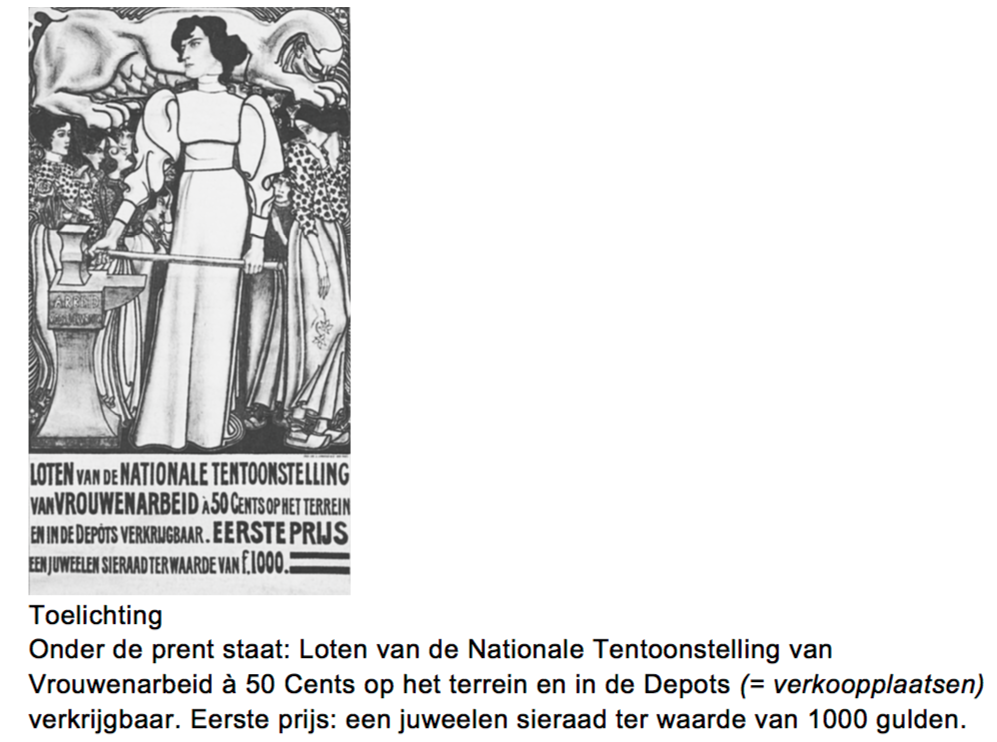 LOTEN VAN DE NATIONALE TENTOONSTELLING
VAN VROUWENARBEID à 50 CENTS OP HET TERREIN
EN IN DE DEPÔTS VERKRIJGBAAR. EERSTE PRIJS
EEN JUWEELEN SIERAAD TER WAARDE VAN f.1000.
Toelichting
Onder de prent staat: Loten van de Nationale Tentoonstelling van
Vrouwenarbeid à 50 Cents op het terrein en in de Depots (= verkoopplaatsen)
verkrijgbaar. Eerste prijs: een juweelen sieraad ter waarde van 1000 gulden.